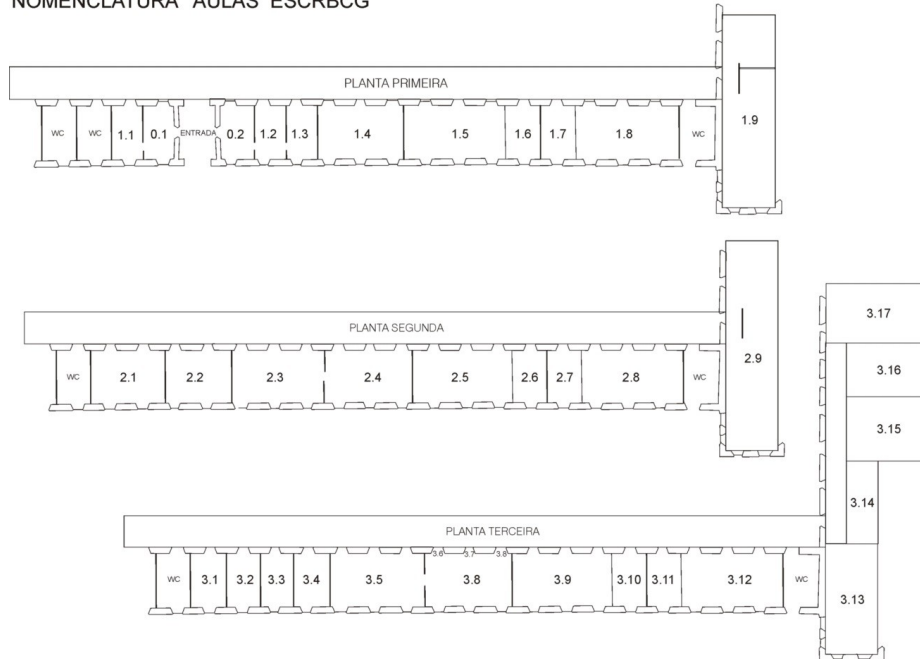 NOMENCLATURA AULAS ESCRBCG
PLANTA PRIMEIRA
WC WC 1.1 0.1 ENTRADA 0.2 1.2 1.3 1.4 1.5 1.6 1.7 1.8 WC 1.9
PLANTA SEGUNDA
WC 2.1 2.2 2.3 2.4 2.5 2.6 2.7 2.8 WC 2.9
3.17
3.16
3.15
3.14
PLANTA TERCEIRA
3.6 3.7 3.8
WC 3.1 3.2 3.3 3.4 3.5 3.8 3.9 3.10 3.11 3.12 WC 3.13